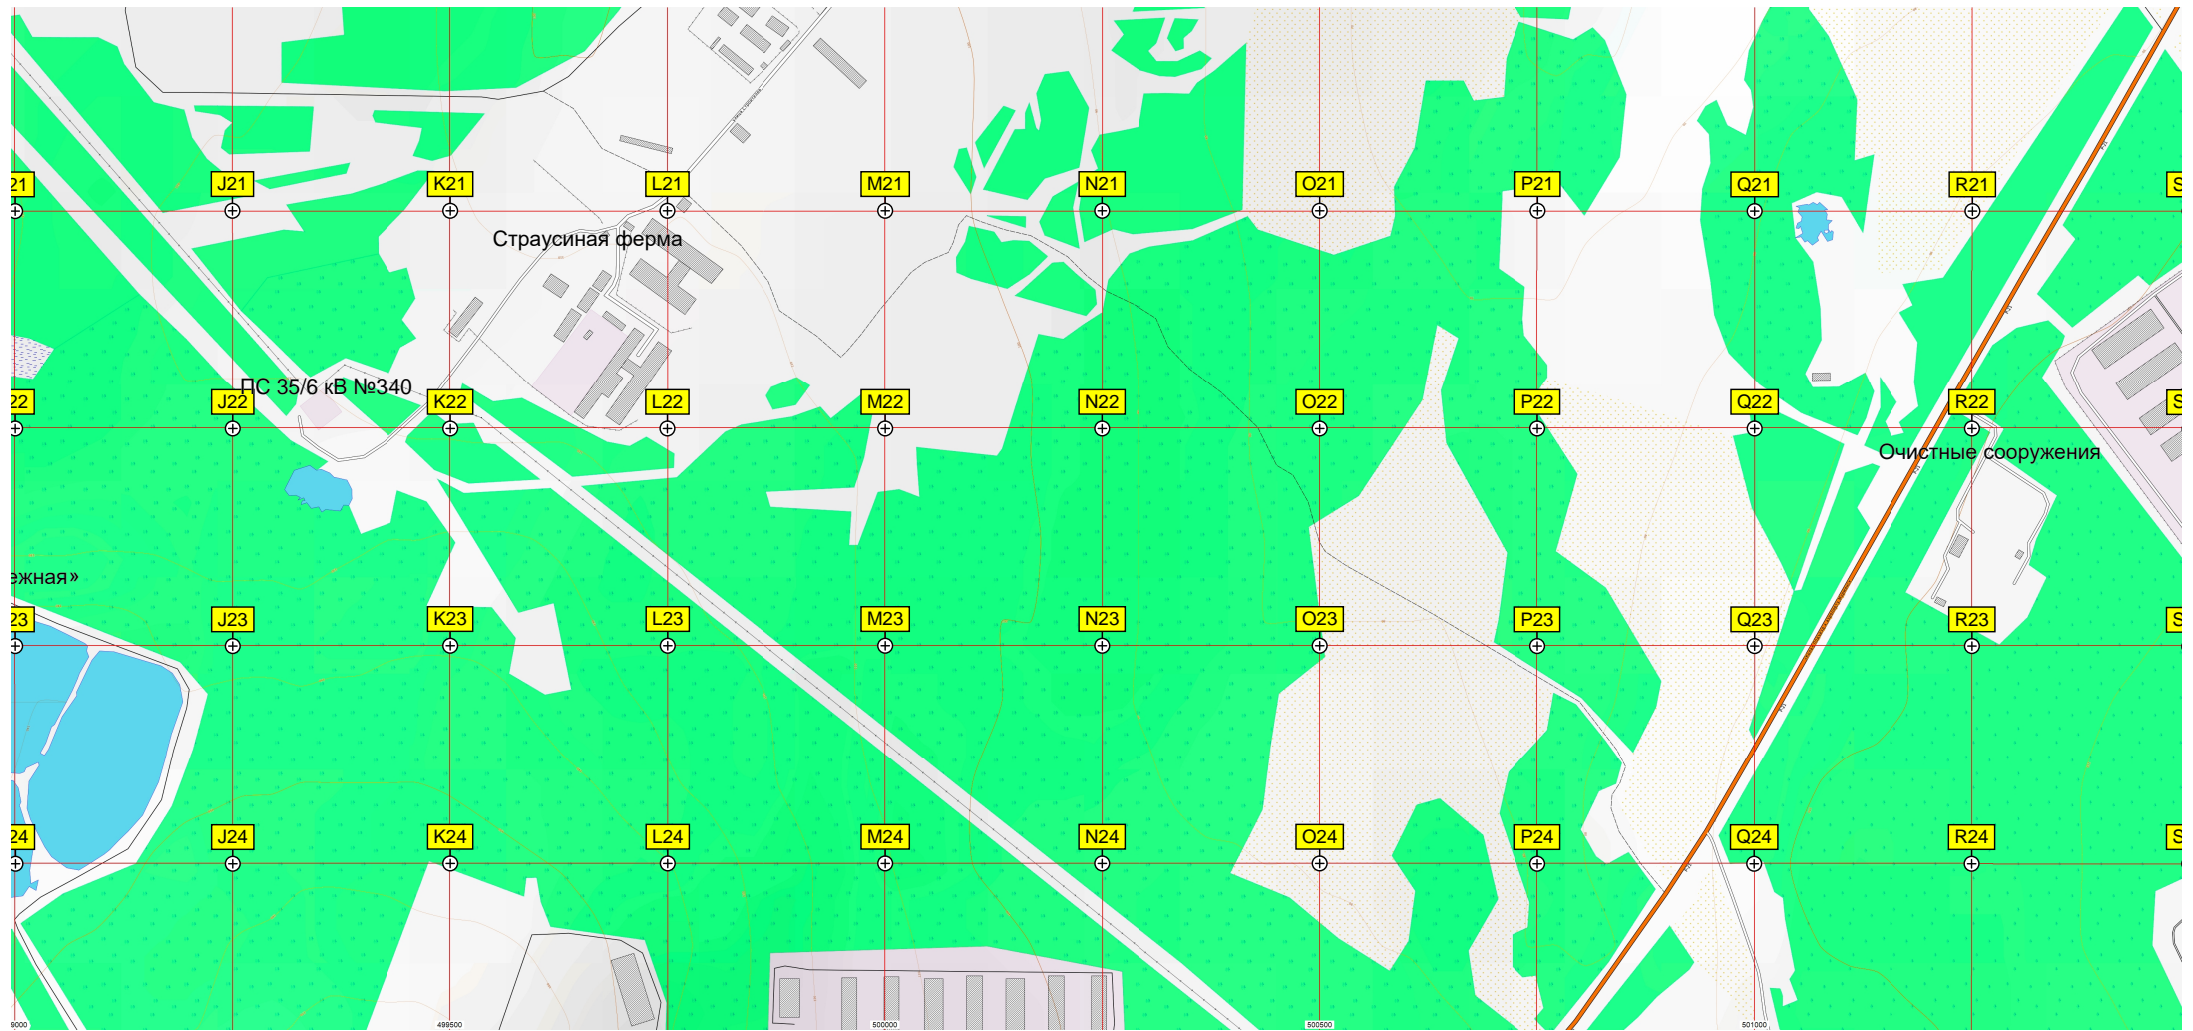 21 J21 K21 L21 M21 N21 O21 P21 Q21 R21 S
Страусиная ферма
ПС 35/6 кВ №340
22 J22 K22 L22 M22 N22 O22 P22 Q22 R22 S
Очистные сооружения
ежная»
23 J23 K23 L23 M23 N23 O23 P23 Q23 R23 S
24 J24 K24 L24 M24 N24 O24 P24 Q24 R24 S
9000 499500 500000 500500 501000